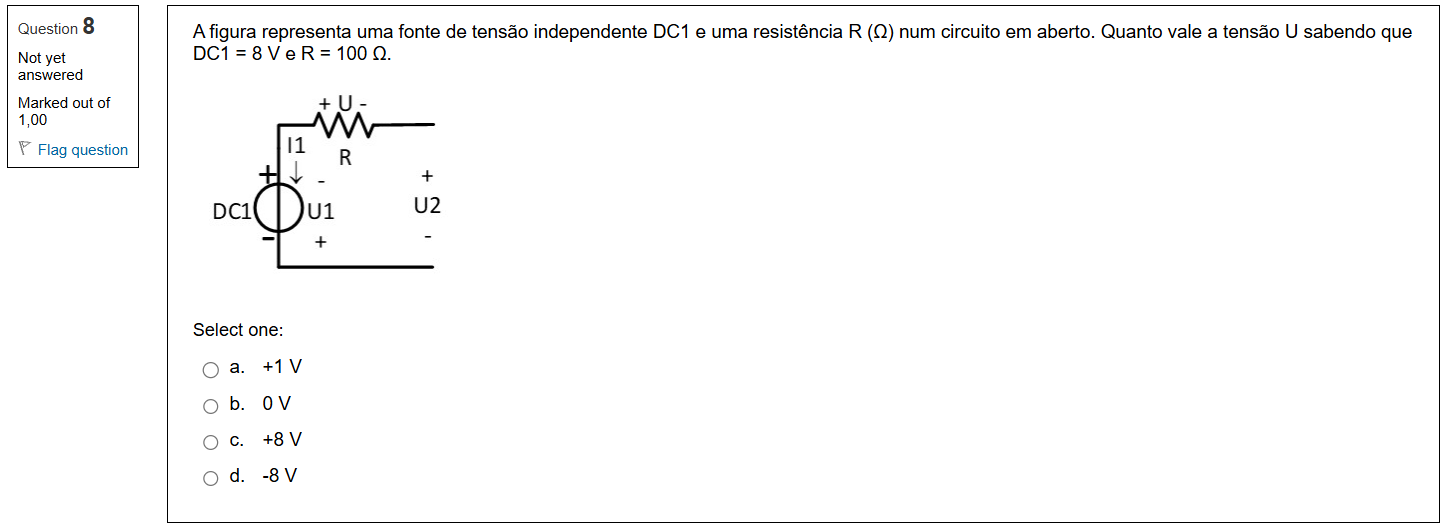 Question 8
Not yet
answered
Marked out of
1,00
Flag question
A figura representa uma fonte de tensão independente DC1 e uma resistência R (Ω) num circuito em aberto. Quanto vale a tensão U sabendo que
DC1 = 8 V e R = 100 Ω.
+ U -
I1
R
+
-
+
DC1
U1
U2
-
+
-
Select one:
a. +1 V
b. 0 V
c. +8 V
d. -8 V